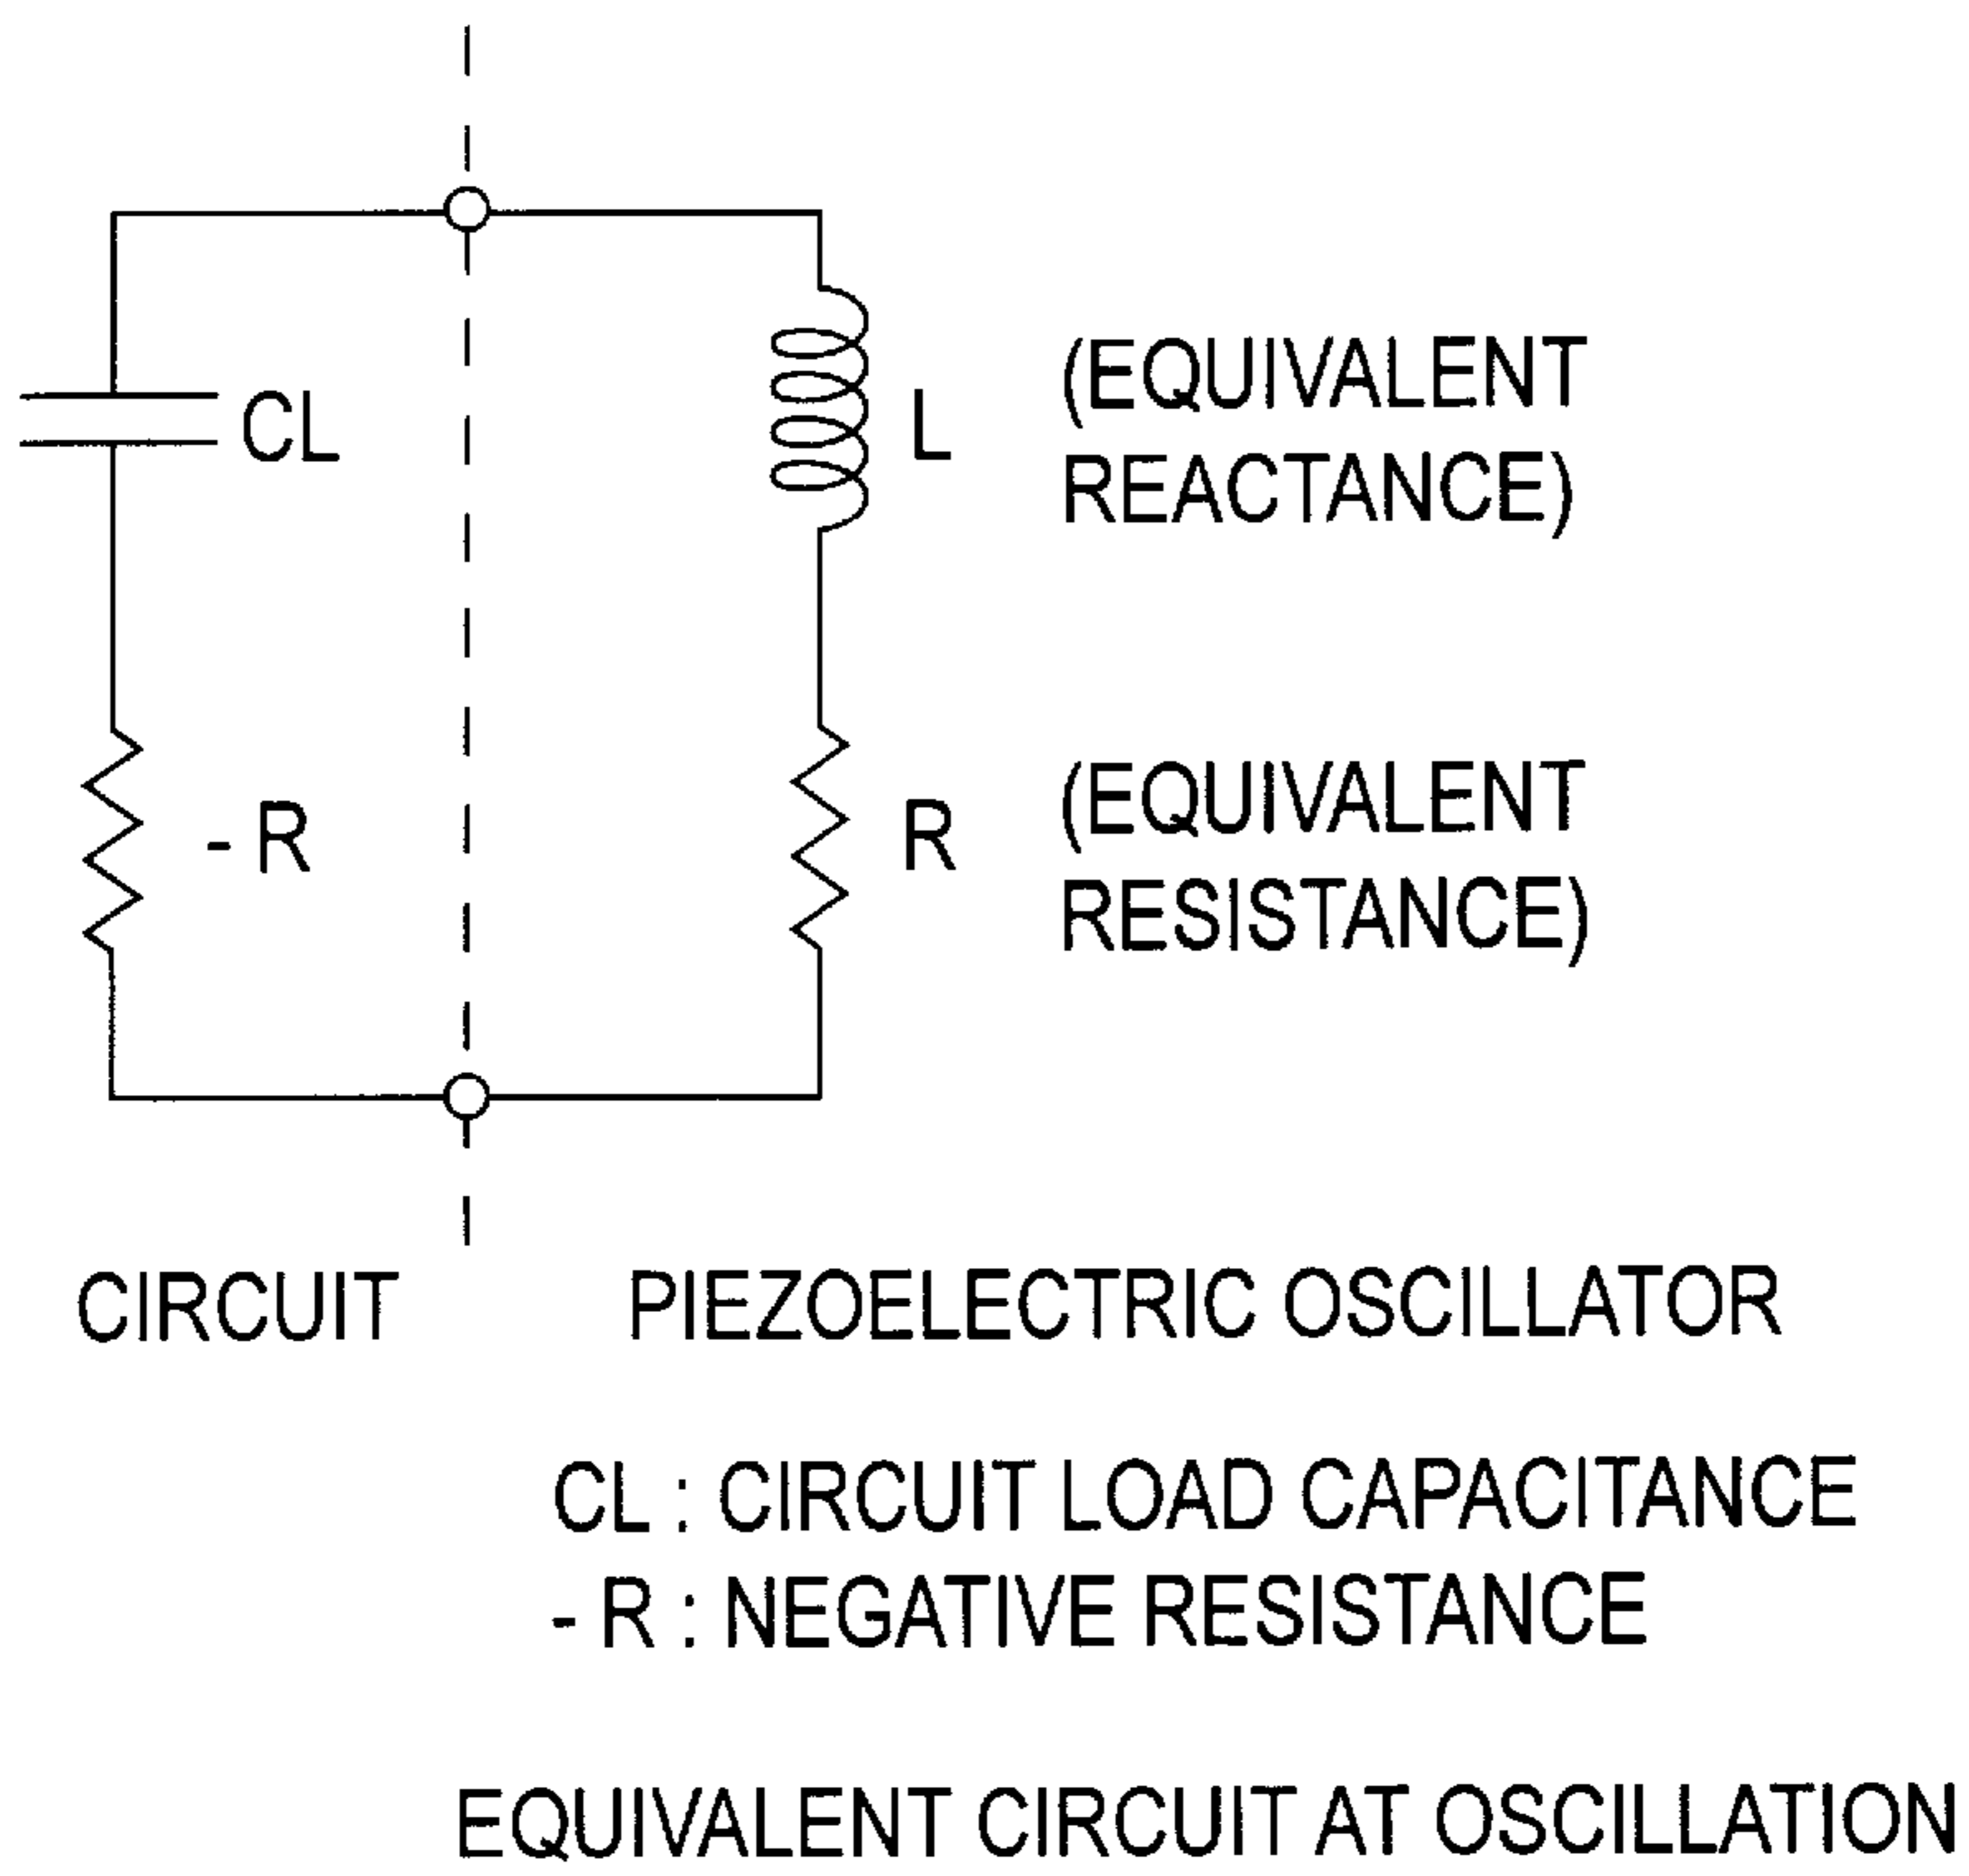 CL
L
(EQUIVALENT
REACTANCE)
- R
R
(EQUIVALENT
RESISTANCE)
CIRCUIT
PIEZOELECTRIC OSCILLATOR
CL : CIRCUIT LOAD CAPACITANCE
- R : NEGATIVE RESISTANCE
EQUIVALENT CIRCUIT AT OSCILLATION